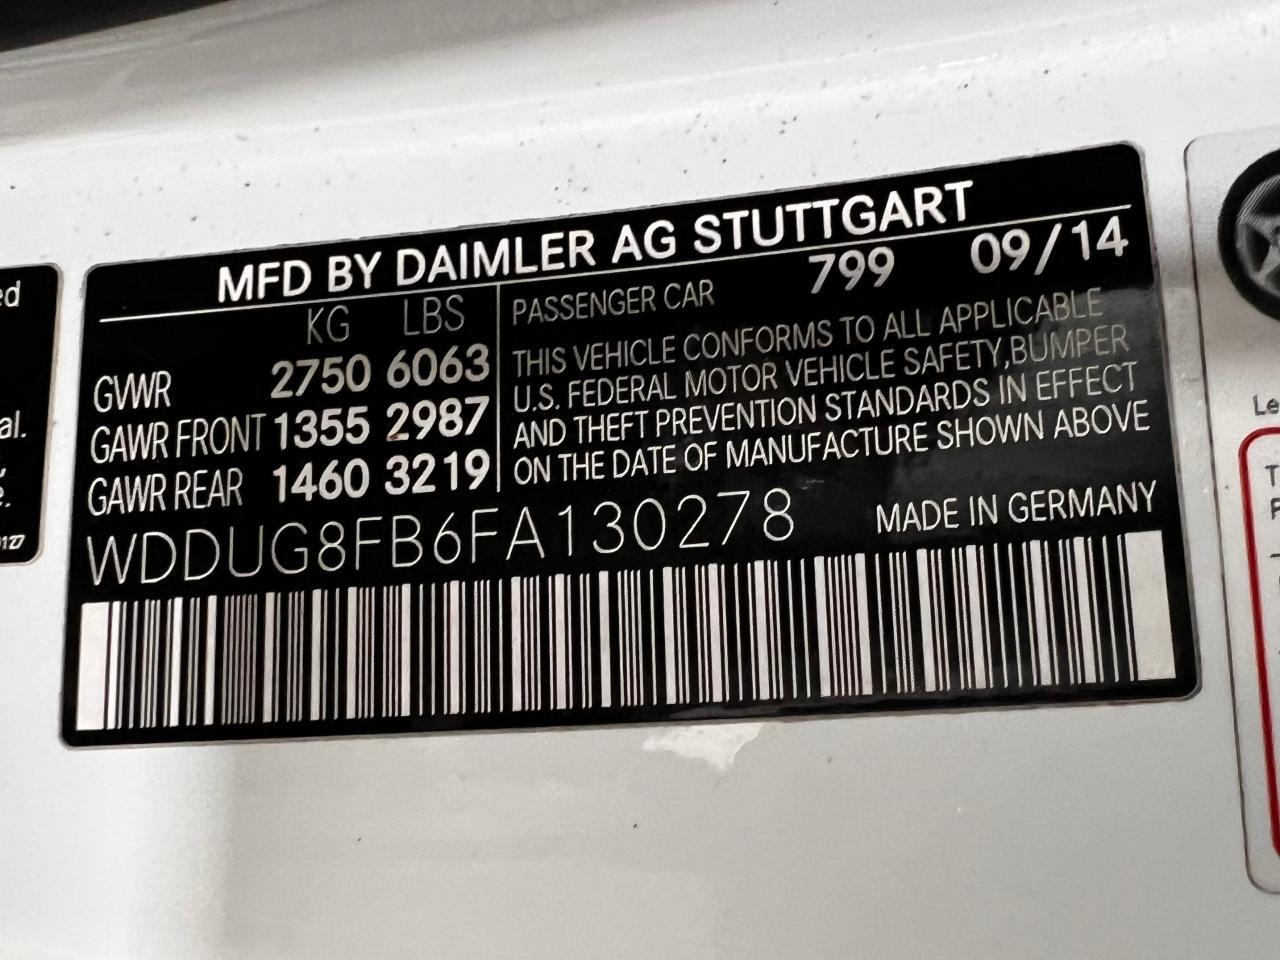 MFD BY DAIMLER AG STUTTGART
KG LBS
GVWR 2750 6063
GAWR FRONT 1355 2987
GAWR REAR 1460 3219
PASSENGER CAR 799 09/14
THIS VEHICLE CONFORMS TO ALL APPLICABLE
U.S. FEDERAL MOTOR VEHICLE SAFETY,BUMPER
AND THEFT PREVENTION STANDARDS IN EFFECT
ON THE DATE OF MANUFACTURE SHOWN ABOVE
WDDUG8FB6FA130278 MADE IN GERMANY